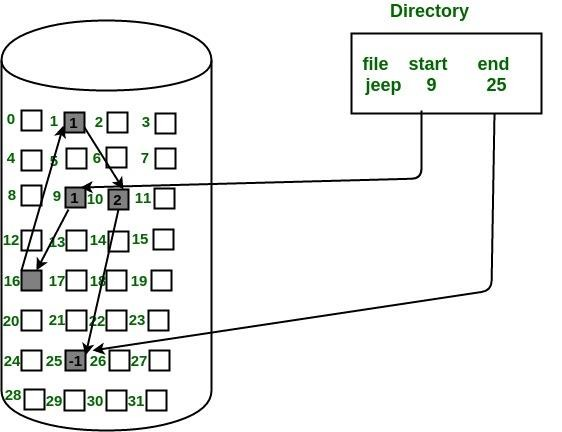 Directory
file start end
jeep 9 25
0 1 1 2 3
4 5 6 7
8 9 1 10 2 11
12 13 14 15
16 17 18 19
20 21 22 23
24 25 -1 26 27
28 29 30 31